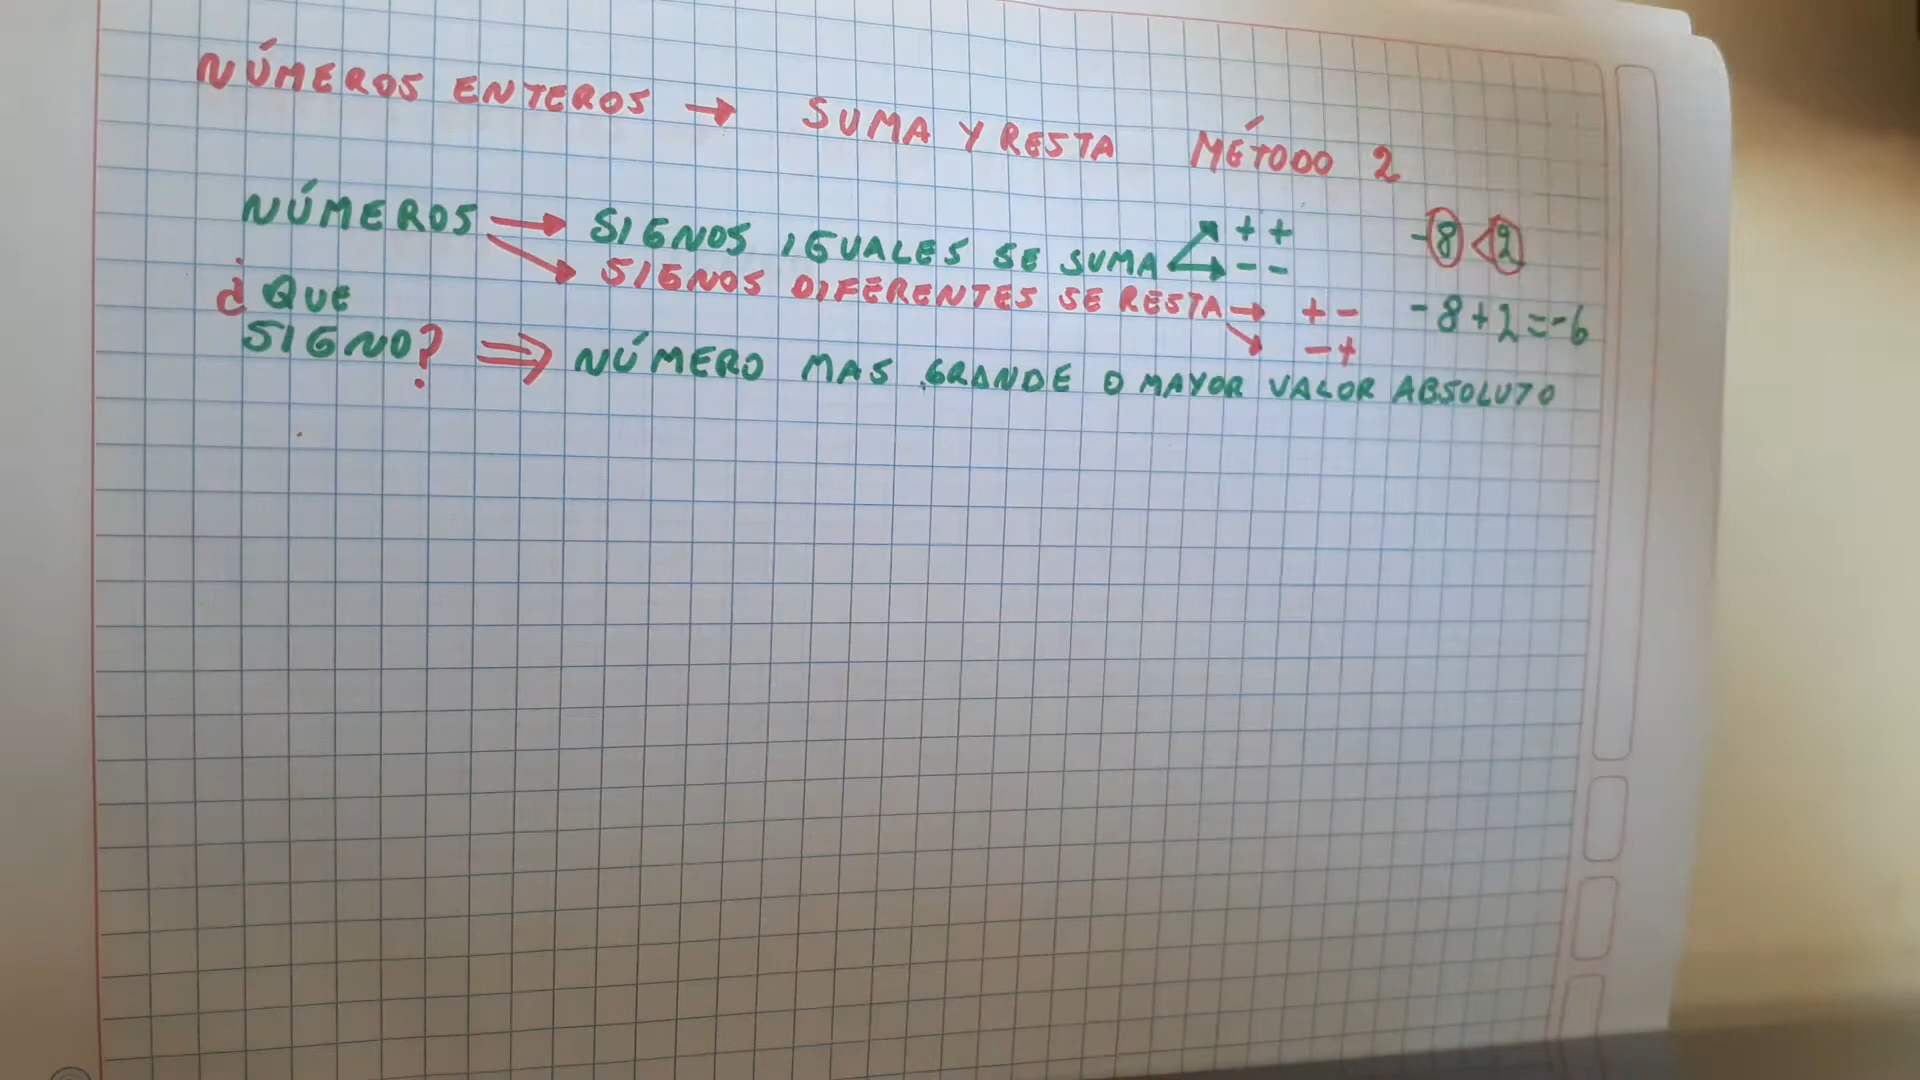 NÚMEROS ENTEROS → SUMA Y RESTA MÉTODO 2
NÚMEROS → SIGNOS IGUALES SE SUMA ++ -8 < 2
--
SIGNOS DIFERENTES SE RESTA → +- -8+2=-6
-+
¿QUE
SIGNO? ⇒ NÚMERO MAS GRANDE O MAYOR VALOR ABSOLUTO